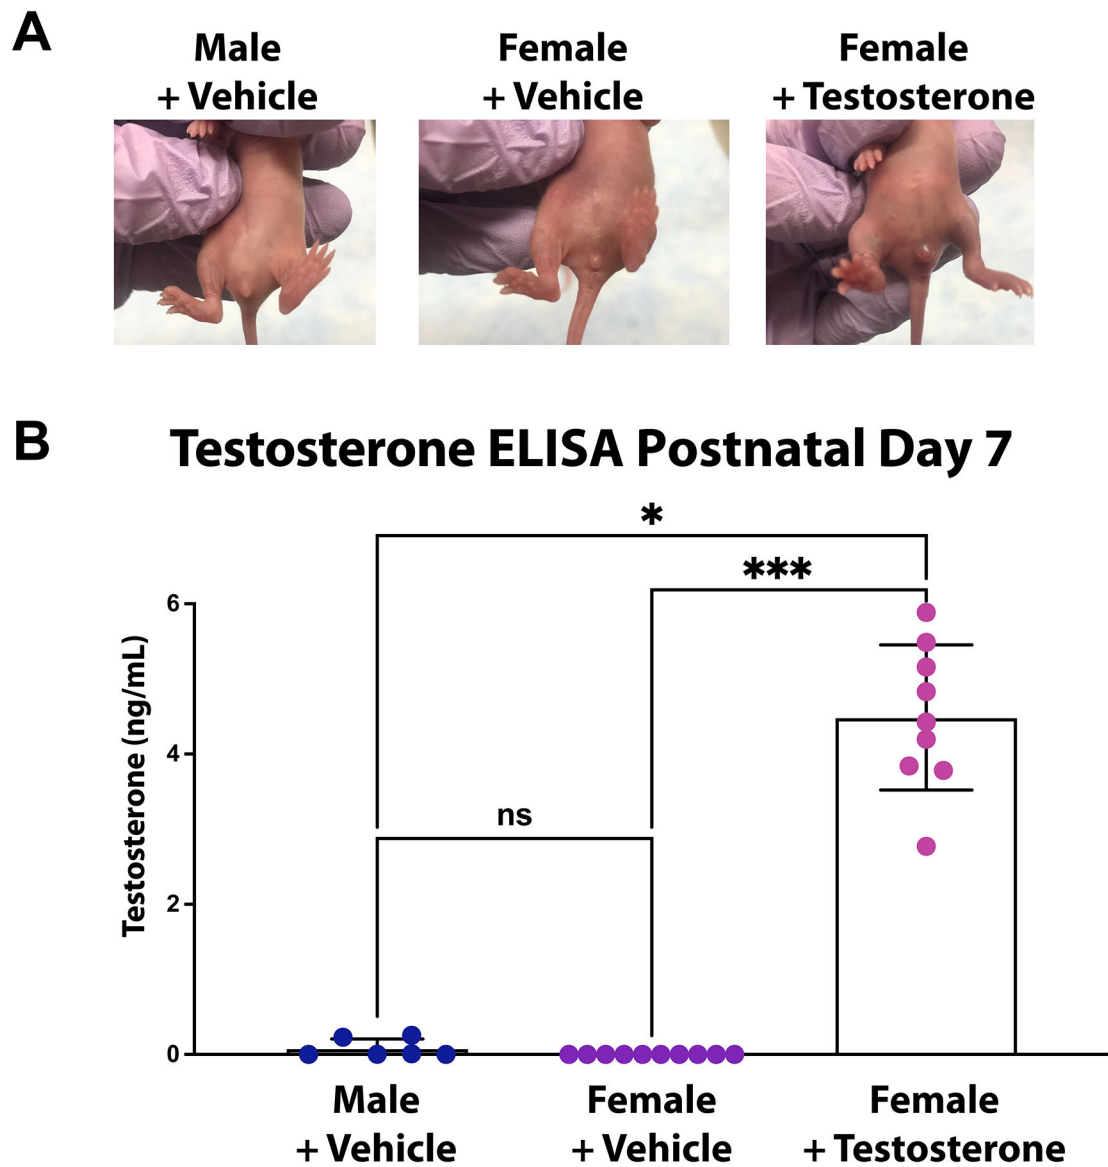 A
Male
+ Vehicle
Female
+ Vehicle
Female
+ Testosterone
B
Testosterone ELISA Postnatal Day 7
*
***
ns
Testosterone (ng/mL)
6
4
2
0
Male
+ Vehicle
Female
+ Vehicle
Female
+ Testosterone